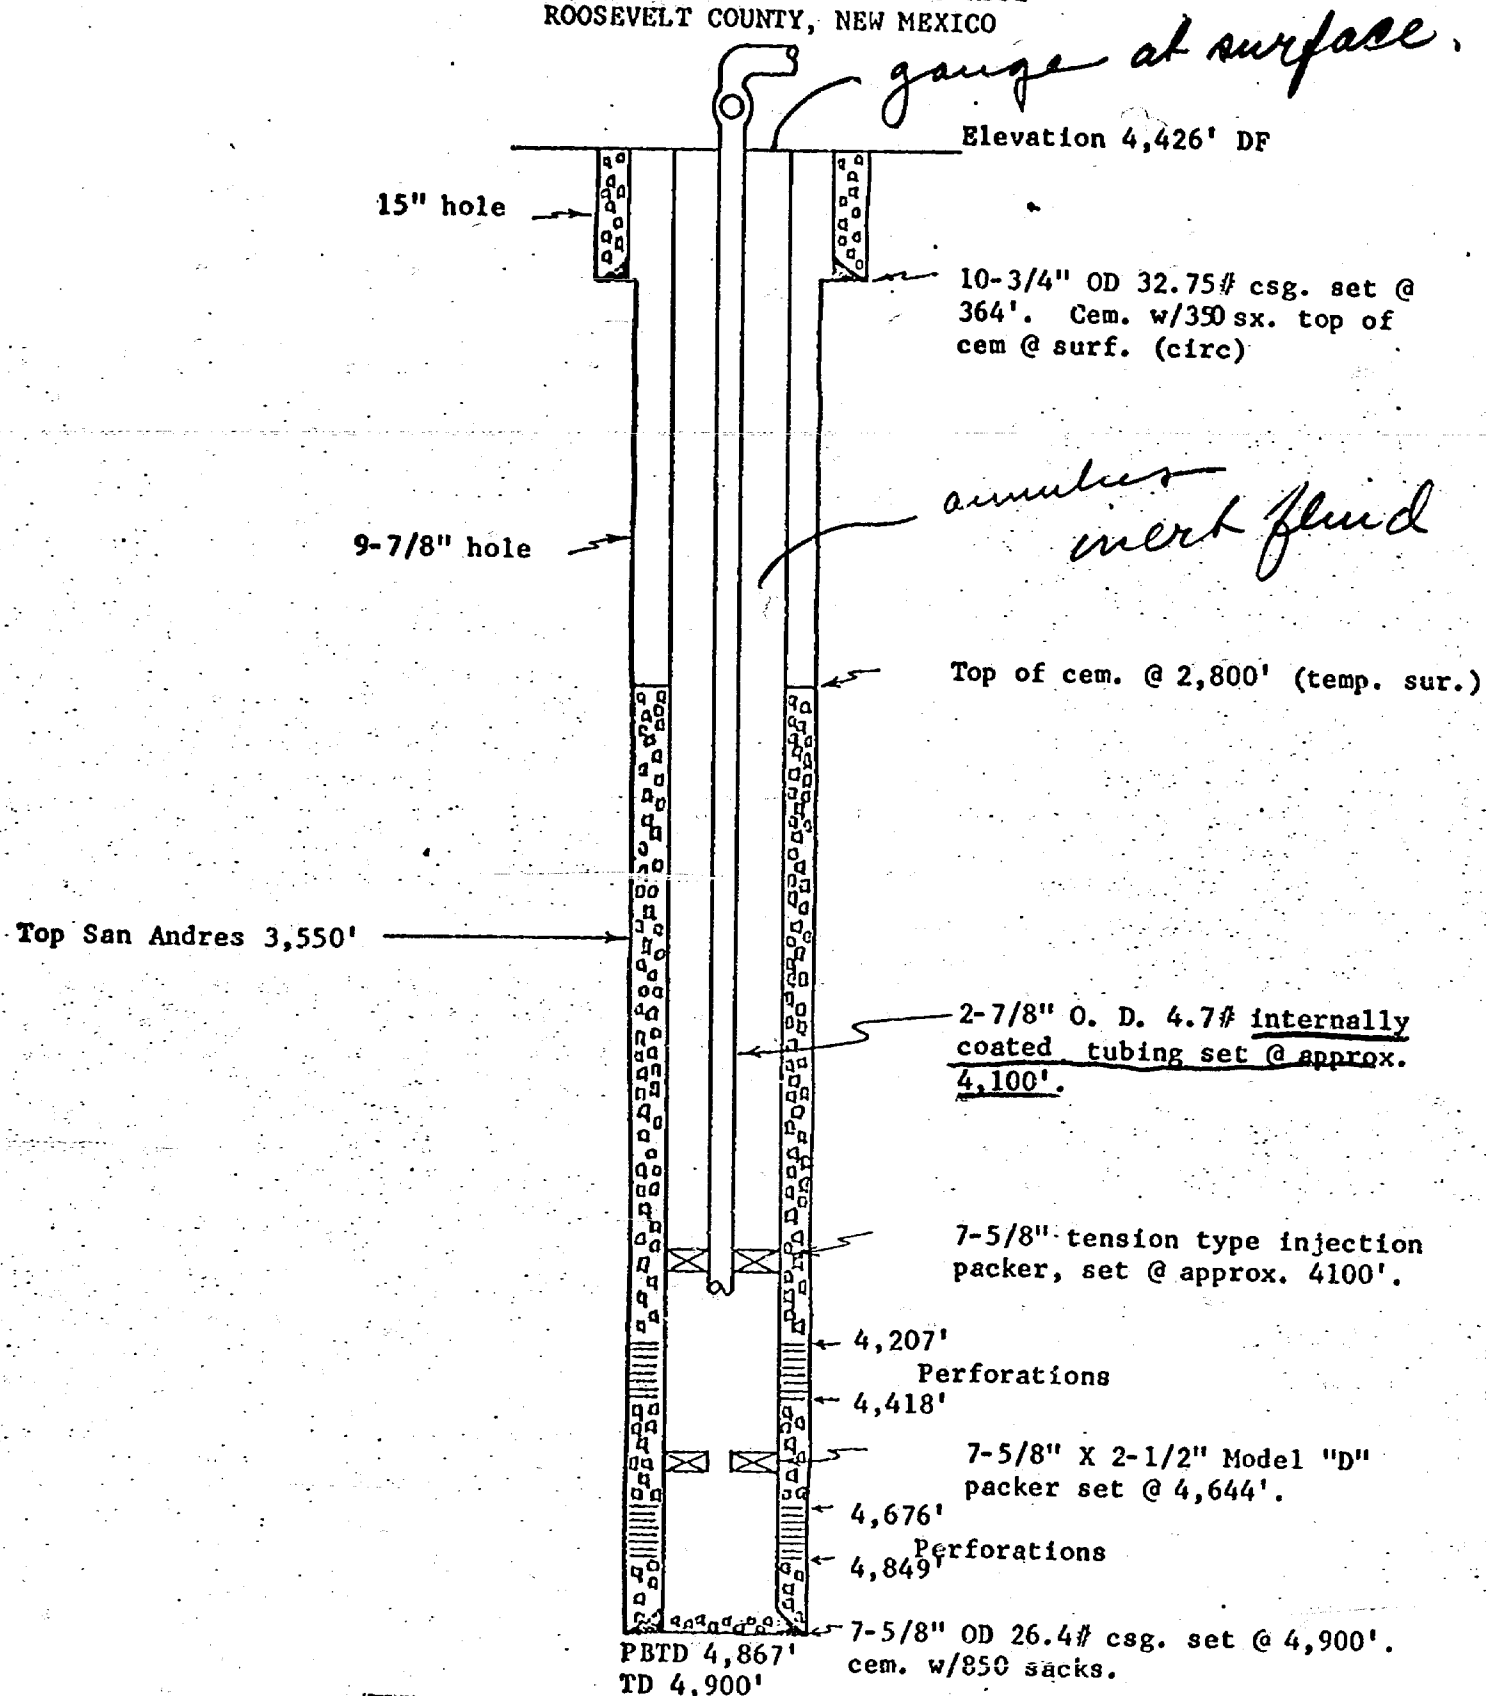 ROOSEVELT COUNTY, NEW MEXICO
gauge at surface.
Elevation 4,426' DF
15" hole
10-3/4" OD 32.75# csg. set @
364'. Cem. w/350 sx. top of
cem @ surf. (circ)
annulus
inert fluid
9-7/8" hole
Top of cem. @ 2,800' (temp. sur.)
Top San Andres 3,550'
2-7/8" O. D. 4.7# internally
coated tubing set @ approx.
4,100'.
7-5/8" tension type injection
packer, set @ approx. 4100'.
4,207'
Perforations
4,418'
7-5/8" X 2-1/2" Model "D"
packer set @ 4,644'.
4,676'
Perforations
4,849'
7-5/8" OD 26.4# csg. set @ 4,900'.
cem. w/850 sacks.
PBTD 4,867'
TD 4,900'